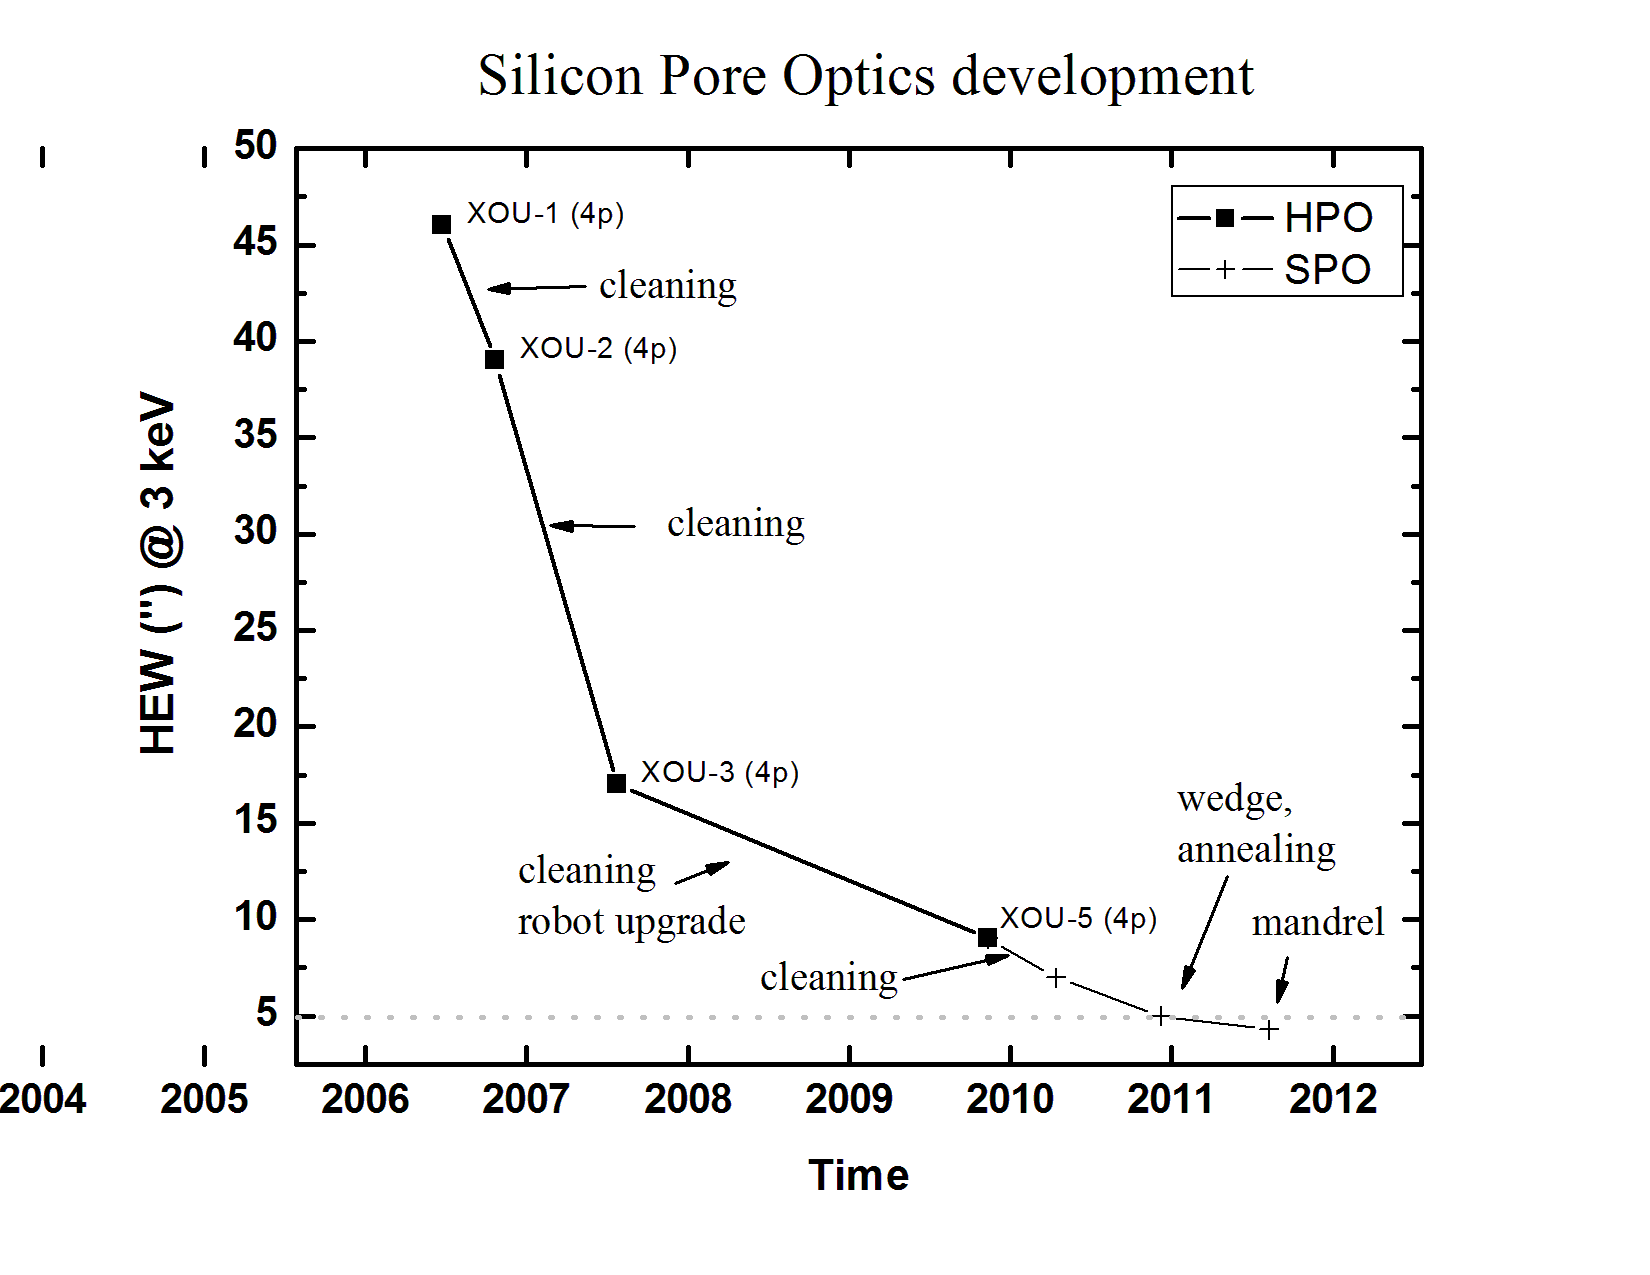 Silicon Pore Optics development
50
45
40
35
30
25
20
15
10
5
HEW (") @ 3 keV
XOU-1 (4p)
cleaning
XOU-2 (4p)
cleaning
XOU-3 (4p)
cleaning
robot upgrade
XOU-5 (4p)
cleaning
wedge,
annealing
mandrel
HPO
SPO
2004 2005 2006 2007 2008 2009 2010 2011 2012
Time